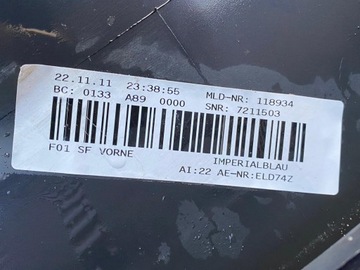 22.11.11 23:38:55 MLD-NR: 118934
BC: 0133 A89 0000 SNR: 7211503
F01 SF VORNE IMPERIALBLAU
AI:22 AE-NR:ELD74Z